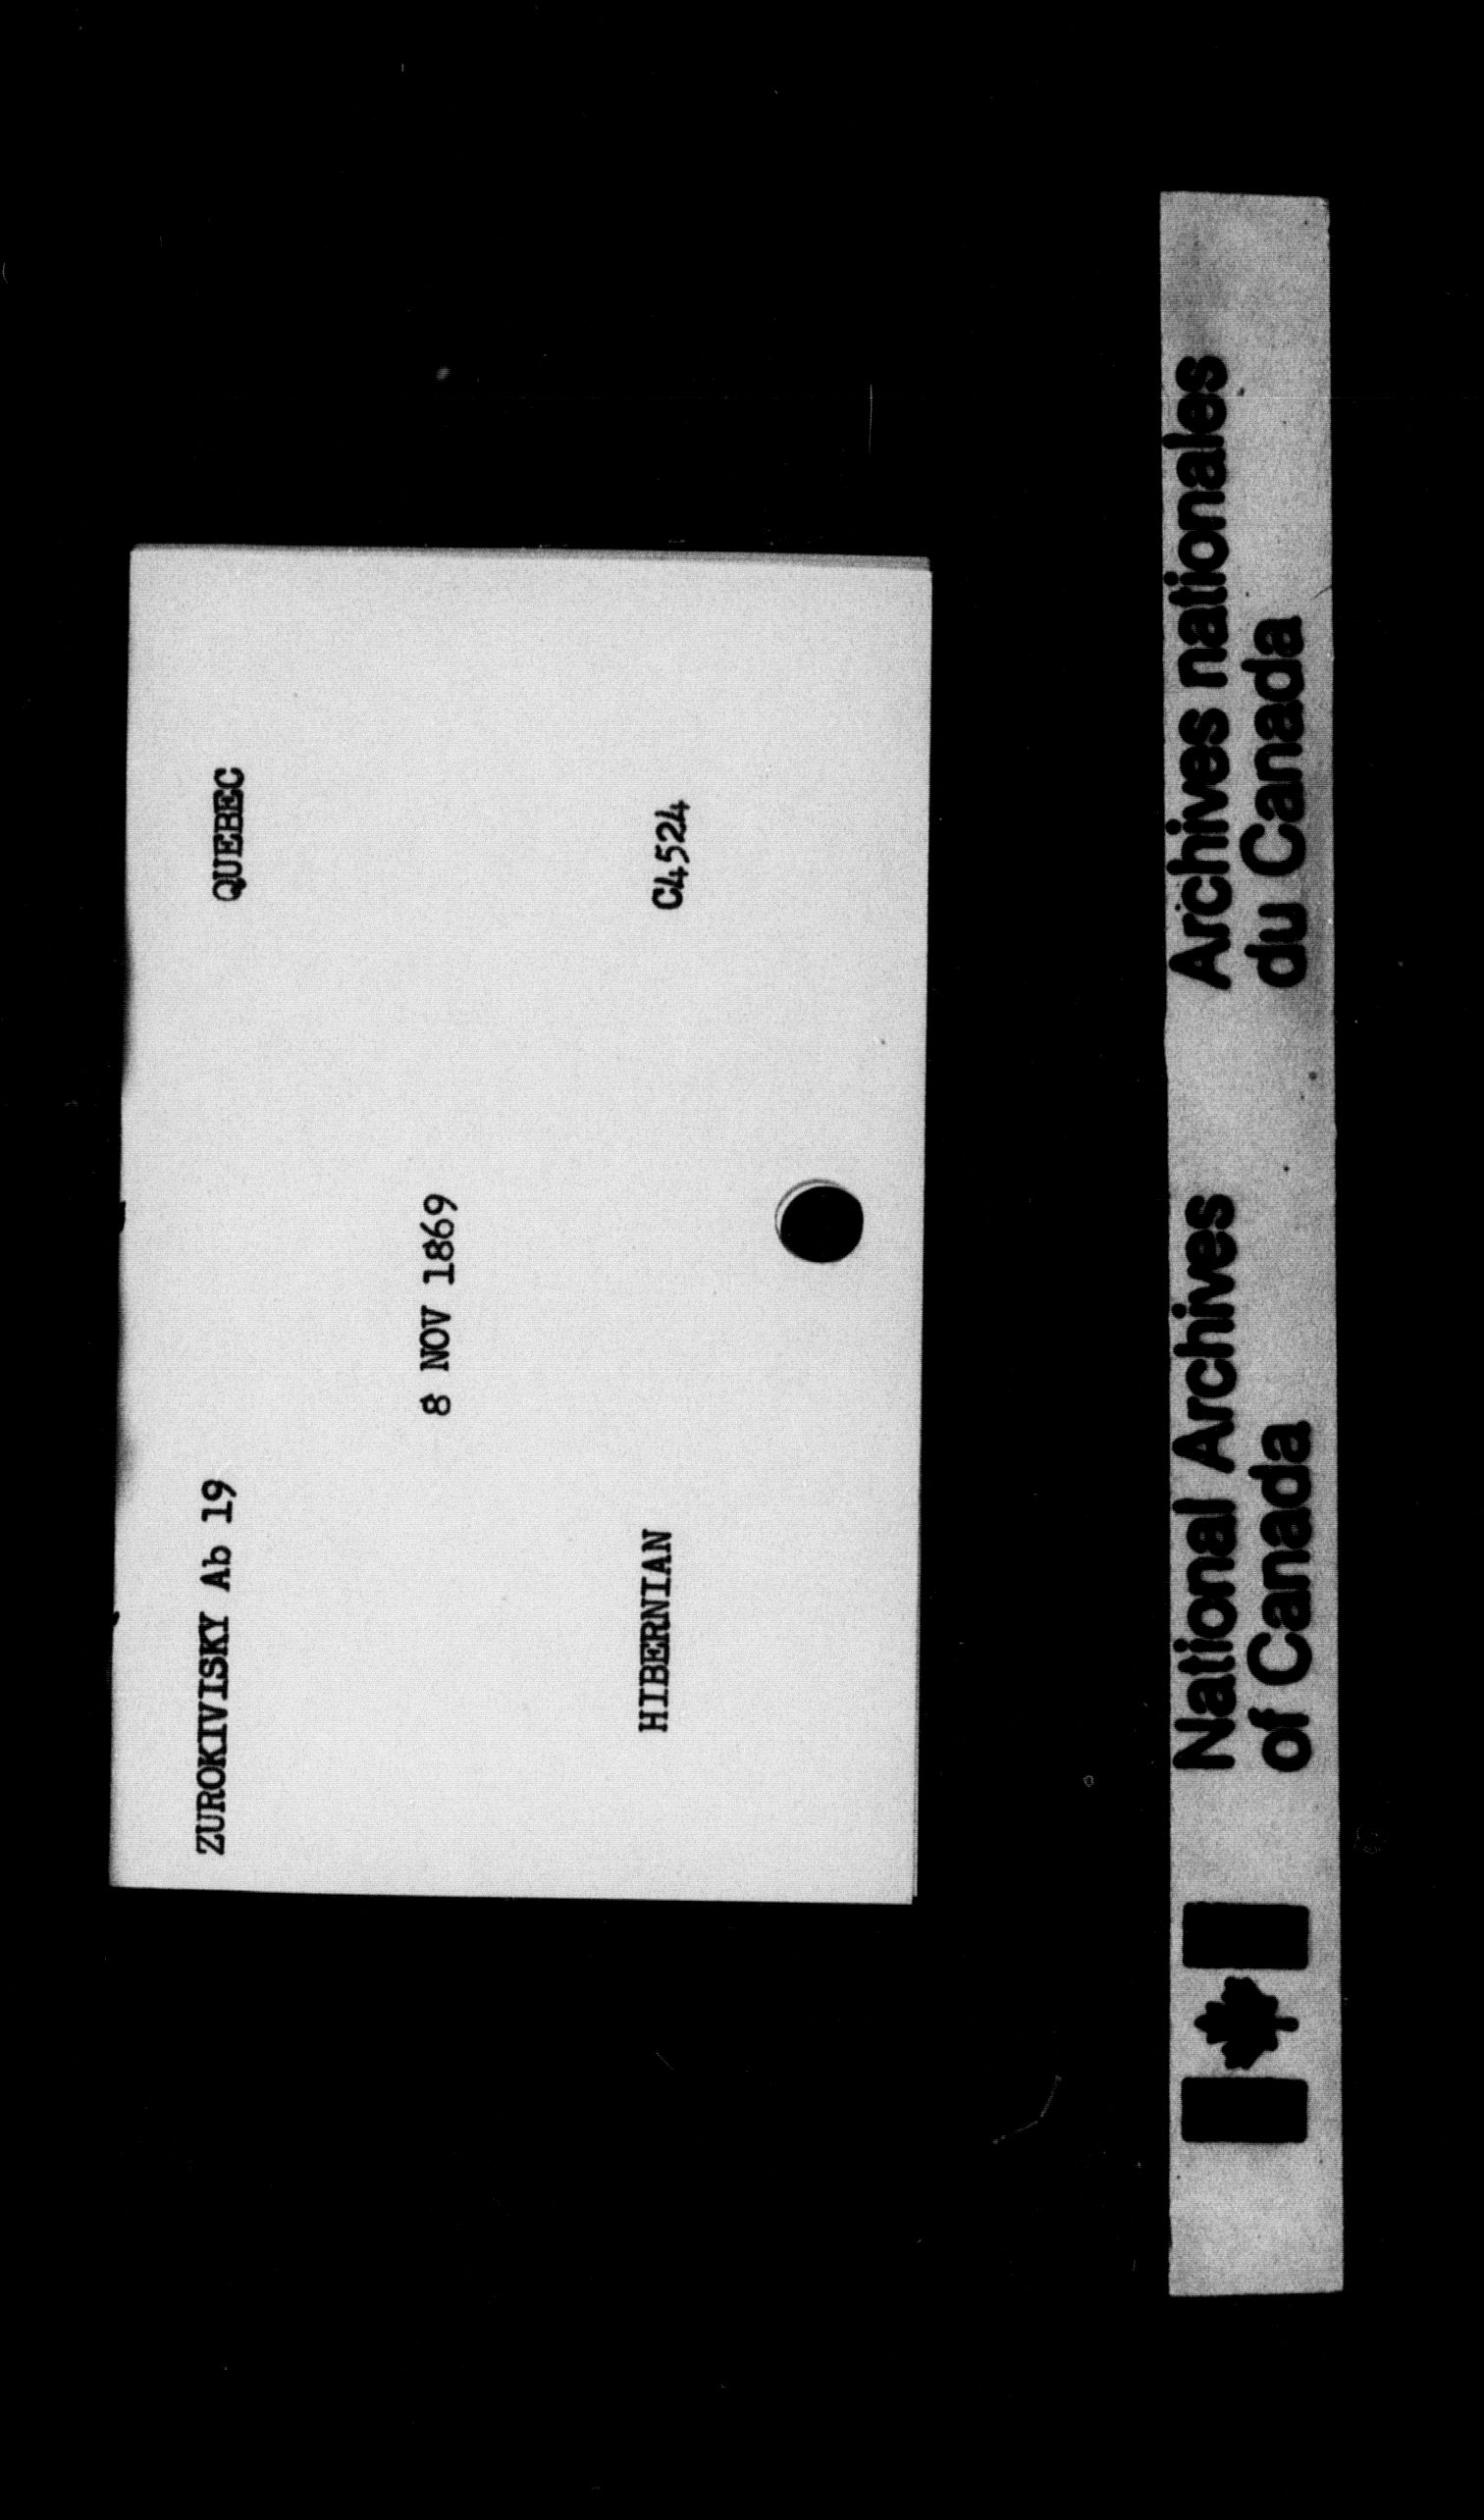 ZUROKIVISKY Ab 19 QUEBEC
8 NOV 1869
HIBERNIAN C4524
National Archives of Canada
Archives nationales du Canada